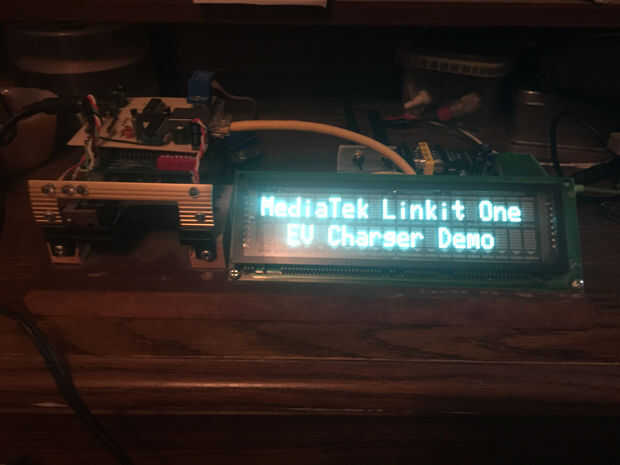 MediaTek Linkit One
EV Charger Demo